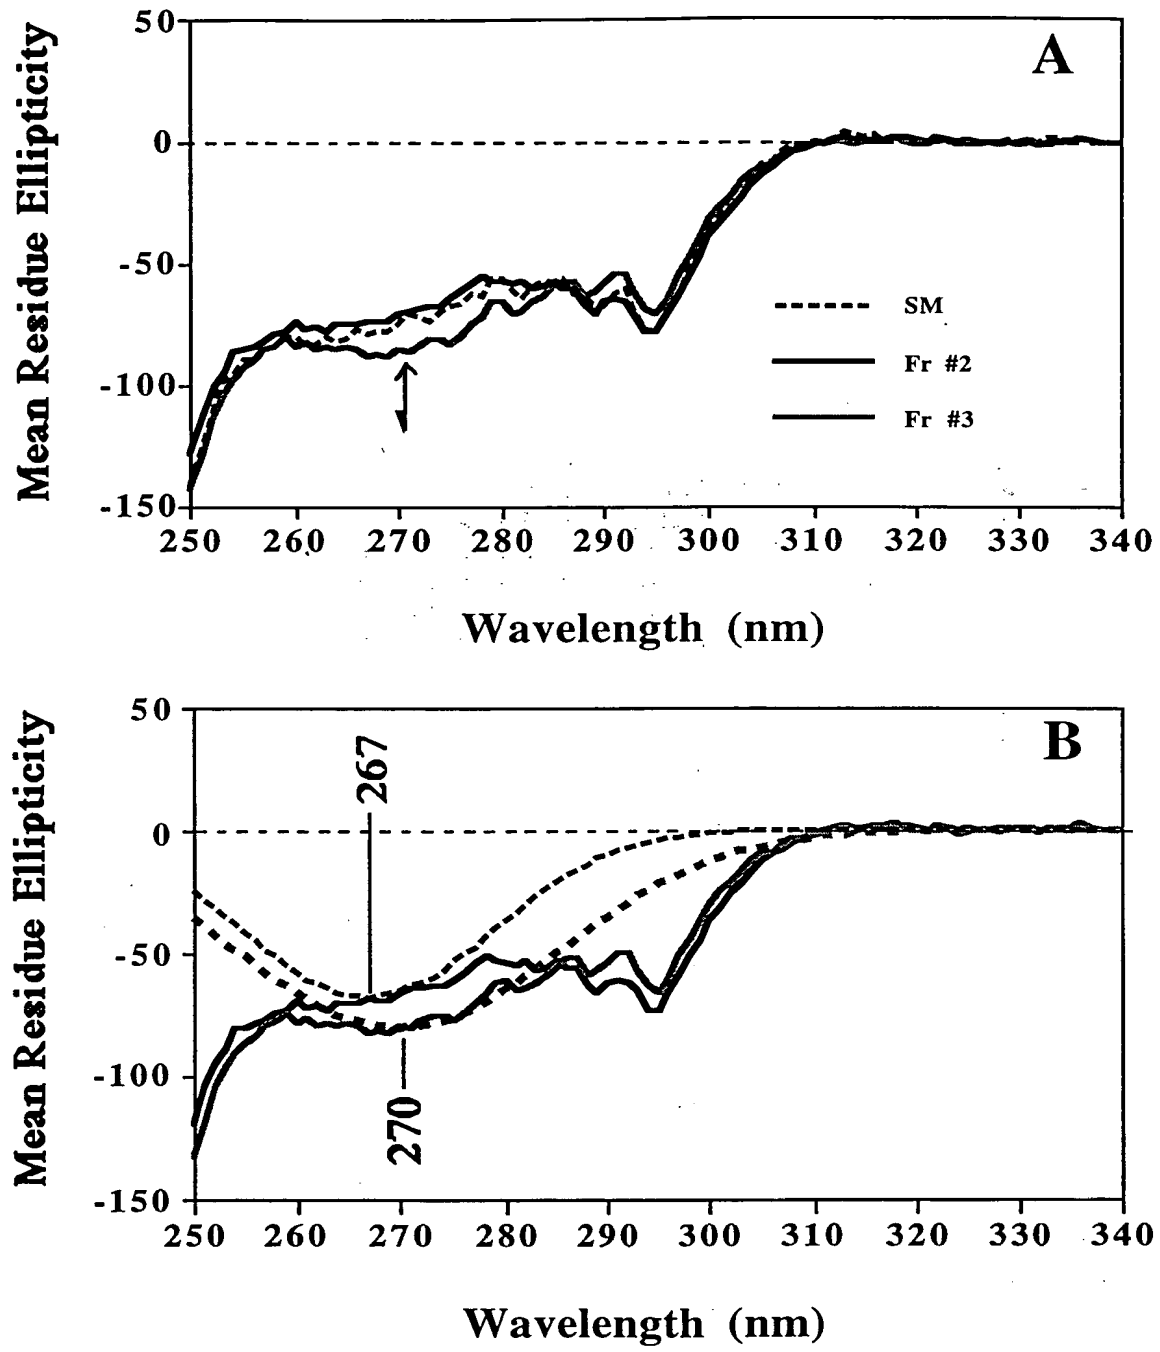 A
Mean Residue Ellipticity
50
0
-50
-100
-150
SM
Fr #2
Fr #3
250 260 270 280 290 300 310 320 330 340
Wavelength (nm)
B
Mean Residue Ellipticity
50
0
-50
-100
-150
267
270
250 260 270 280 290 300 310 320 330 340
Wavelength (nm)